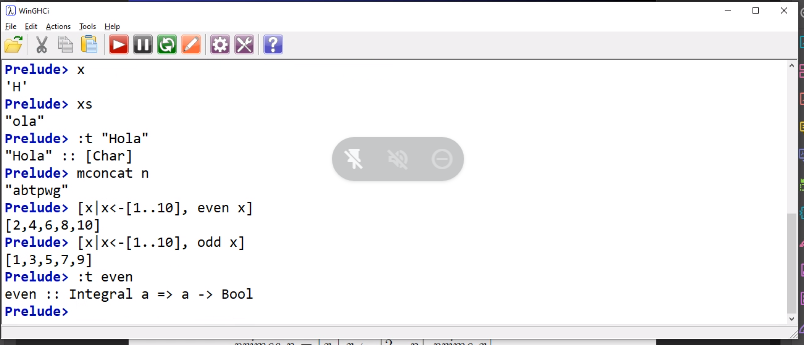 WinGHCi
File Edit Actions Tools Help
Prelude> x
'H'
Prelude> xs
"ola"
Prelude> :t "Hola"
"Hola" :: [Char]
Prelude> mconcat n
"abtpwg"
Prelude> [x|x<-[1..10], even x]
[2,4,6,8,10]
Prelude> [x|x<-[1..10], odd x]
[1,3,5,7,9]
Prelude> :t even
even :: Integral a => a -> Bool
Prelude>